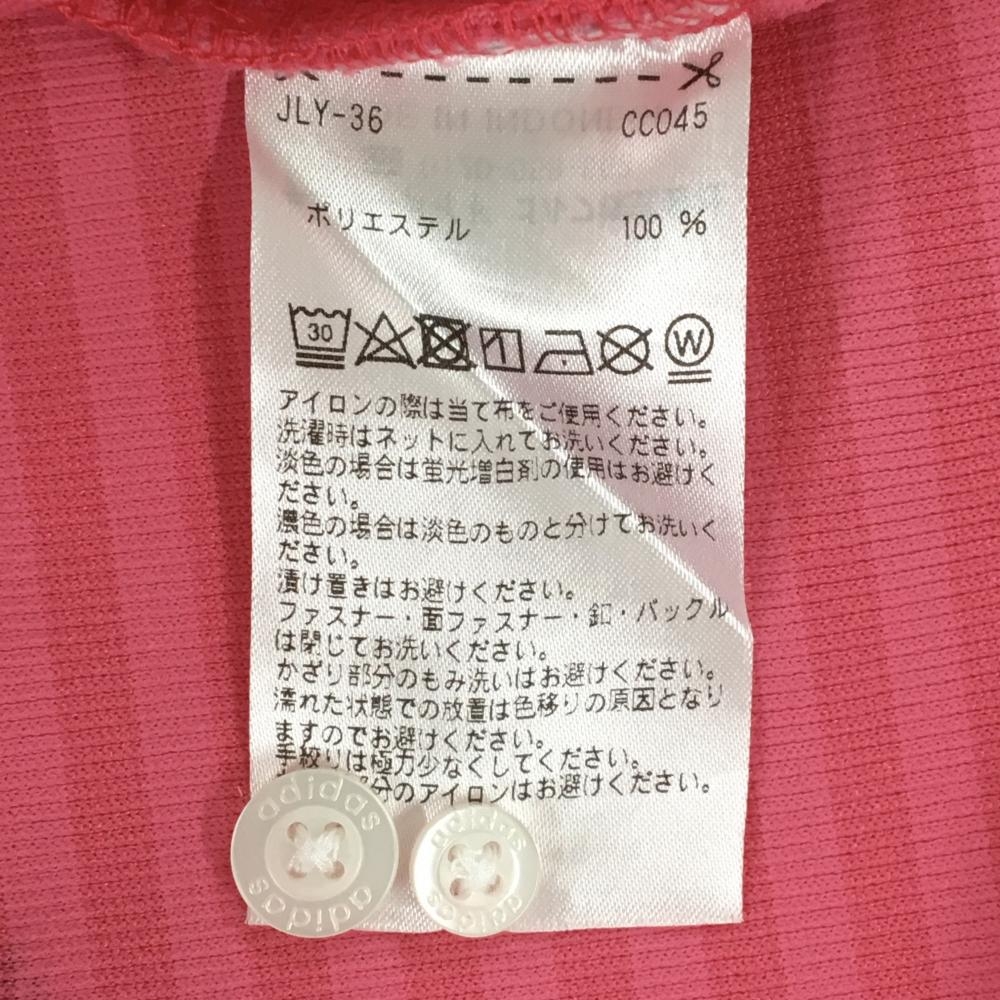 JLY-36 CC045
ポリエステル 100 %
30 W
アイロンの際は当て布をご使用ください。
洗濯時はネットに入れてお洗いください。
淡色の場合は蛍光増白剤の使用はお避けく
ださい。
濃色の場合は淡色のものと分けてお洗いく
ださい。
漬け置きはお避けください。
ファスナー・面ファスナー・釦・バックル
は閉じてお洗いください。
かざり部分のもみ洗いはお避けください。
濡れた状態での放置は色移りの原因となり
ますのでお避けください。
手絞りは極力少なくしてください。
分のアイロンはお避けください。
adidas adidas
adidas adidas